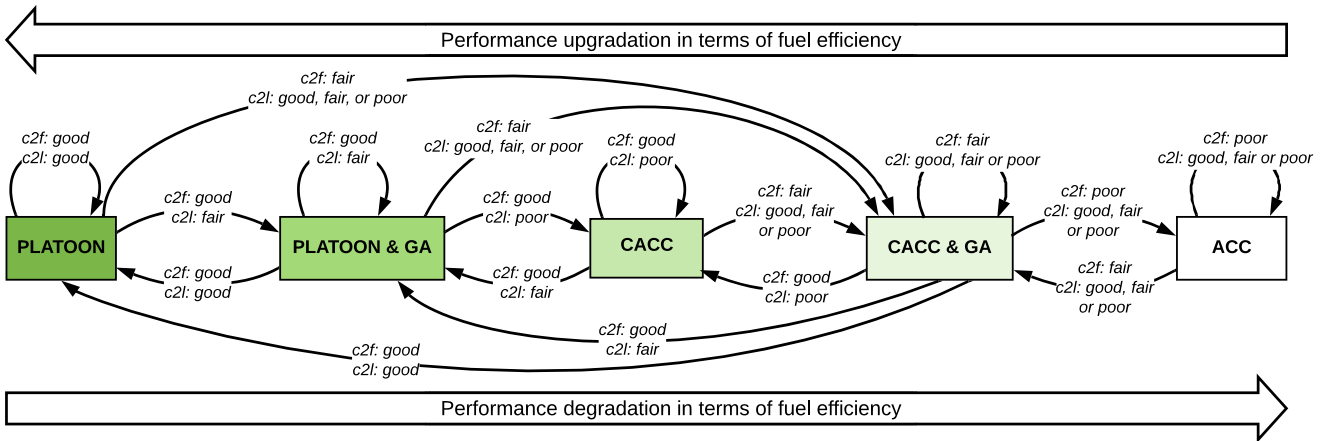 Performance upgradation in terms of fuel efficiency
c2f: fair
c2l: good, fair, or poor
c2f: good
c2l: good
c2f: good
c2l: fair
c2f: fair
c2l: good, fair, or poor
c2f: good
c2l: poor
c2f: fair
c2l: good, fair or poor
c2f: poor
c2l: good, fair or poor
c2f: good
c2l: fair
c2f: good
c2l: poor
c2f: fair
c2l: good, fair
or poor
c2f: poor
c2l: good, fair
or poor
PLATOON
PLATOON & GA
CACC
CACC & GA
ACC
c2f: good
c2l: good
c2f: good
c2l: fair
c2f: good
c2l: poor
c2f: fair
c2l: good, fair
or poor
c2f: good
c2l: fair
c2f: good
c2l: good
Performance degradation in terms of fuel efficiency